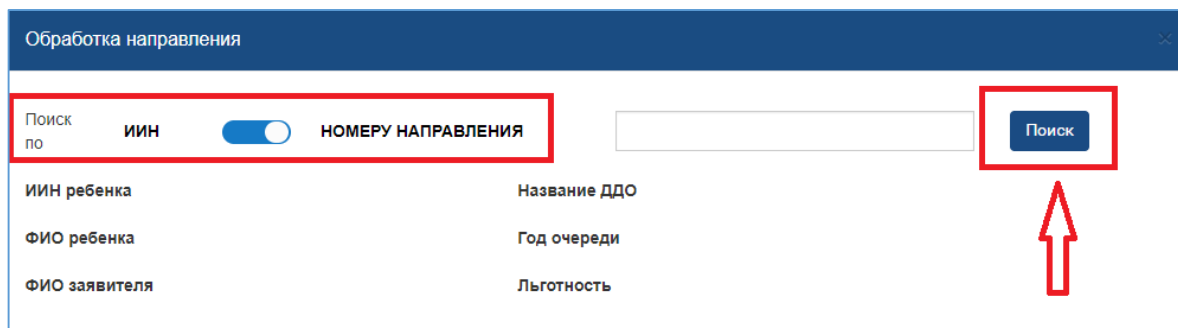 Обработка направления
Поиск по ИИН НОМЕРУ НАПРАВЛЕНИЯ Поиск
ИИН ребенка Название ДДО
ФИО ребенка Год очереди
ФИО заявителя Льготность